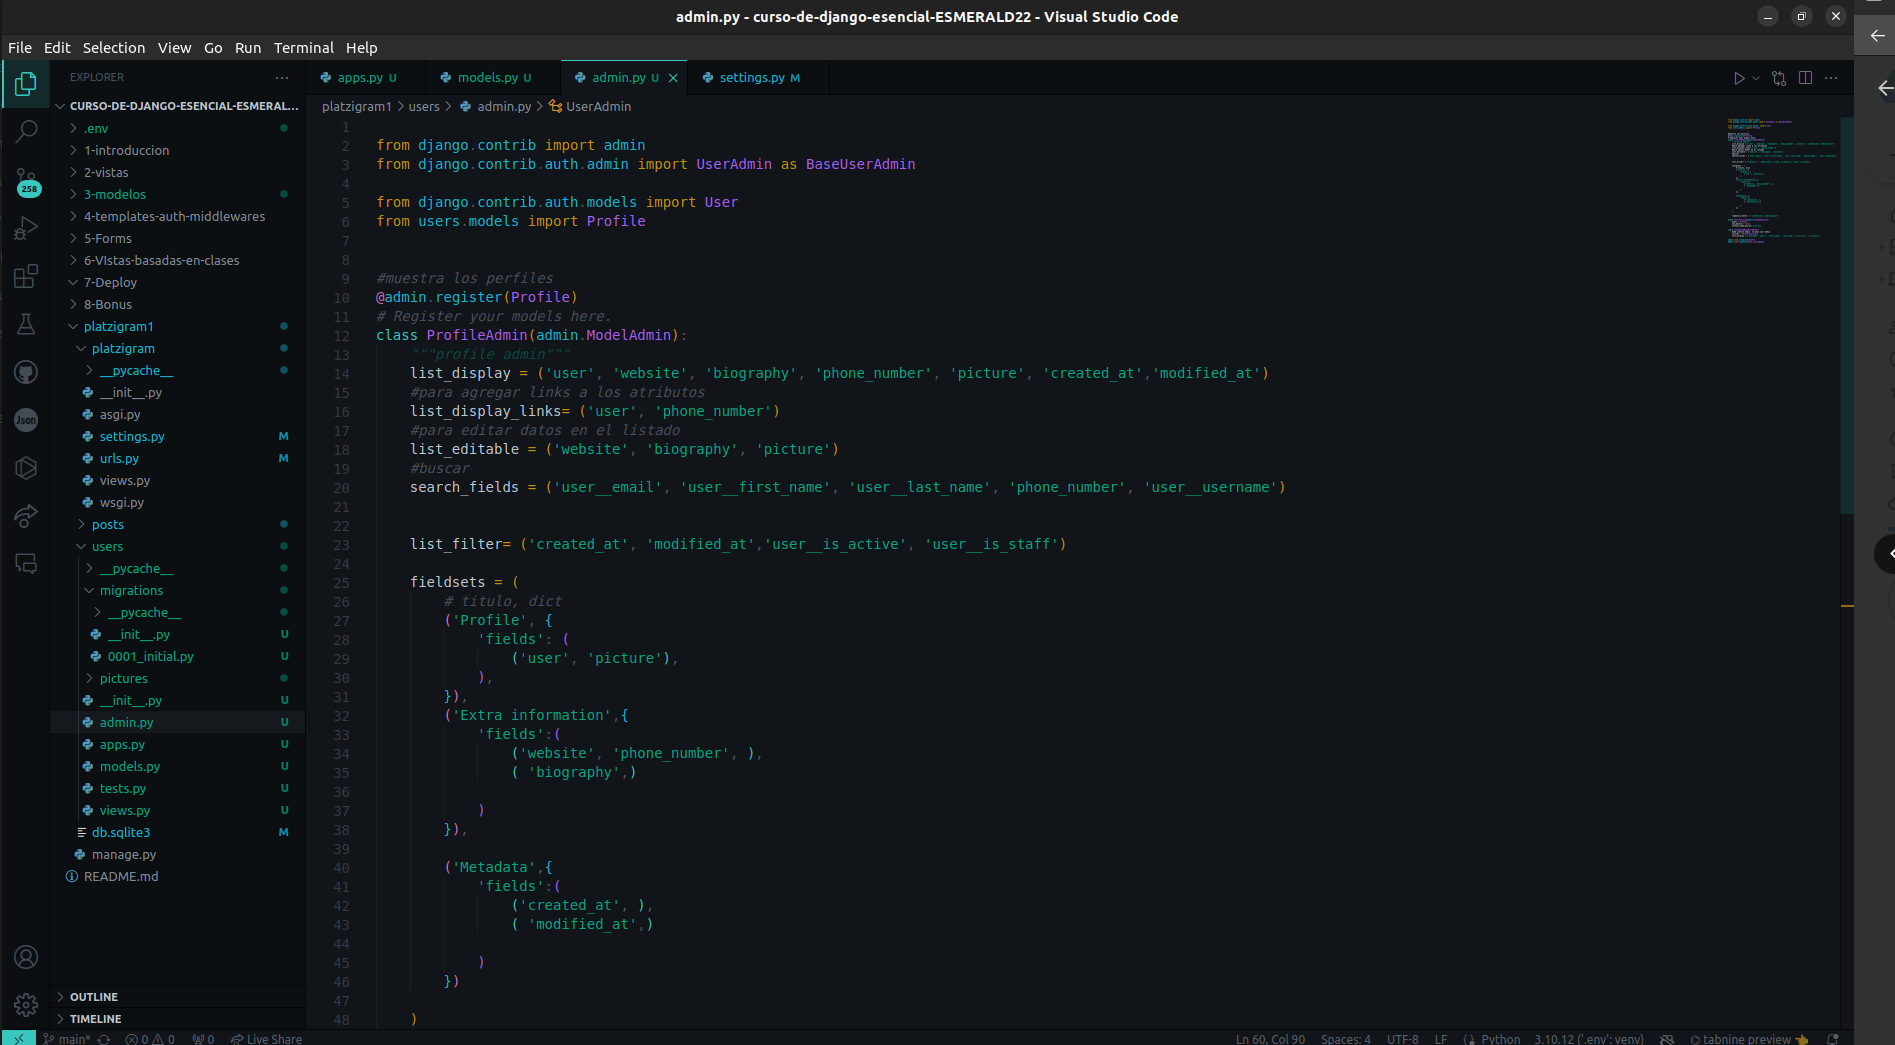 admin.py - curso-de-django-esencial-ESMERALD22 - Visual Studio Code
File Edit Selection View Go Run Terminal Help
EXPLORER
apps.py U
models.py U
admin.py U
settings.py M
CURSO-DE-DJANGO-ESENCIAL-ESMERAL...
platzigram1 > users > admin.py > UserAdmin
.env
1-introduccion
2-vistas
3-modelos
4-templates-auth-middlewares
5-Forms
6-VIstas-basadas-en-clases
7-Deploy
8-Bonus
platzigram1
platzigram
__pycache__
__init__.py
asgi.py
settings.py M
urls.py M
views.py
wsgi.py
posts
users
__pycache__
migrations
__pycache__
__init__.py U
0001_initial.py U
pictures
__init__.py U
admin.py U
apps.py U
models.py U
tests.py U
views.py U
db.sqlite3 M
manage.py
README.md
OUTLINE
TIMELINE
258
Json
1
2 from django.contrib import admin
3 from django.contrib.auth.admin import UserAdmin as BaseUserAdmin
4
5 from django.contrib.auth.models import User
6 from users.models import Profile
7
8
9 #muestra los perfiles
10 @admin.register(Profile)
11 # Register your models here.
12 class ProfileAdmin(admin.ModelAdmin):
13 """profile admin"""
14 list_display = ('user', 'website', 'biography', 'phone_number', 'picture', 'created_at','modified_at')
15 #para agregar links a los atributos
16 list_display_links= ('user', 'phone_number')
17 #para editar datos en el listado
18 list_editable = ('website', 'biography', 'picture')
19 #buscar
20 search_fields = ('user__email', 'user__first_name', 'user__last_name', 'phone_number', 'user__username')
21
22
23 list_filter= ('created_at', 'modified_at','user__is_active', 'user__is_staff')
24
25 fieldsets = (
26 # titulo, dict
27 ('Profile', {
28 'fields': (
29 ('user', 'picture'),
30 ),
31 }),
32 ('Extra information',{
33 'fields':(
34 ('website', 'phone_number', ),
35 ( 'biography',)
36
37 )
38 }),
39
40 ('Metadata',{
41 'fields':(
42 ('created_at', ),
43 ( 'modified_at',)
44
45 )
46 })
47
48 )
main* 0 0 0 Live Share Ln 60, Col 90 Spaces: 4 UTF-8 LF Python 3.10.12 ('.env': venv) tabnine preview